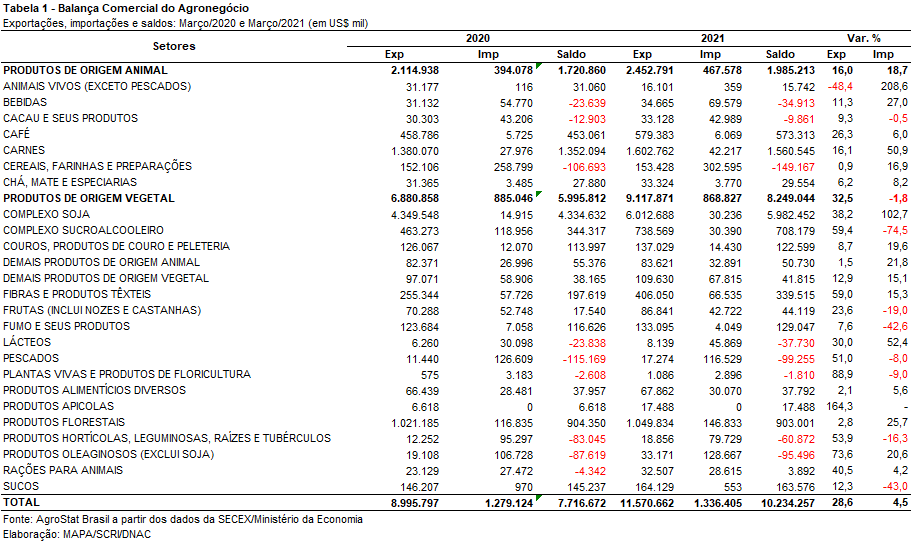 Tabela 1 - Balança Comercial do Agronegócio
Exportações, importações e saldos: Março/2020 e Março/2021 (em US$ mil)
Setores 2020 2021 Var. %
Exp Imp Saldo Exp Imp Saldo Exp Imp
PRODUTOS DE ORIGEM ANIMAL 2.114.938 394.078 1.720.860 2.452.791 467.578 1.985.213 16,0 18,7
ANIMAIS VIVOS (EXCETO PESCADOS) 31.177 116 31.060 16.101 359 15.742 -48,4 208,6
BEBIDAS 31.132 54.770 -23.639 34.665 69.579 -34.913 11,3 27,0
CACAU E SEUS PRODUTOS 30.303 43.206 -12.903 33.128 42.989 -9.861 9,3 -0,5
CAFÉ 458.786 5.725 453.061 579.383 6.069 573.313 26,3 6,0
CARNES 1.380.070 27.976 1.352.094 1.602.762 42.217 1.560.545 16,1 50,9
CEREAIS, FARINHAS E PREPARAÇÕES 152.106 258.799 -106.693 153.428 302.595 -149.167 0,9 16,9
CHÁ, MATE E ESPECIARIAS 31.365 3.485 27.880 33.324 3.770 29.554 6,2 8,2
PRODUTOS DE ORIGEM VEGETAL 6.880.858 885.046 5.995.812 9.117.871 868.827 8.249.044 32,5 -1,8
COMPLEXO SOJA 4.349.548 14.915 4.334.632 6.012.688 30.236 5.982.452 38,2 102,7
COMPLEXO SUCROALCOOLEIRO 463.273 118.956 344.317 738.569 30.390 708.179 59,4 -74,5
COUROS, PRODUTOS DE COURO E PELETERIA 126.067 12.070 113.997 137.029 14.430 122.599 8,7 19,6
DEMAIS PRODUTOS DE ORIGEM ANIMAL 82.371 26.996 55.376 83.621 32.891 50.730 1,5 21,8
DEMAIS PRODUTOS DE ORIGEM VEGETAL 97.071 58.906 38.165 109.630 67.815 41.815 12,9 15,1
FIBRAS E PRODUTOS TÊXTEIS 255.344 57.726 197.619 406.050 66.535 339.515 59,0 15,3
FRUTAS (INCLUI NOZES E CASTANHAS) 70.288 52.748 17.540 86.841 42.722 44.119 23,6 -19,0
FUMO E SEUS PRODUTOS 123.684 7.058 116.626 133.095 4.049 129.047 7,6 -42,6
LÁCTEOS 6.260 30.098 -23.838 8.139 45.869 -37.730 30,0 52,4
PESCADOS 11.440 126.609 -115.169 17.274 116.529 -99.255 51,0 -8,0
PLANTAS VIVAS E PRODUTOS DE FLORICULTURA 575 3.183 -2.608 1.086 2.896 -1.810 88,9 -9,0
PRODUTOS ALIMENTÍCIOS DIVERSOS 66.439 28.481 37.957 67.862 30.070 37.792 2,1 5,6
PRODUTOS APICOLAS 6.618 0 6.618 17.488 0 17.488 164,3 -
PRODUTOS FLORESTAIS 1.021.185 116.835 904.350 1.049.834 146.833 903.001 2,8 25,7
PRODUTOS HORTÍCOLAS, LEGUMINOSAS, RAÍZES E TUBÉRCULOS 12.252 95.297 -83.045 18.856 79.729 -60.872 53,9 -16,3
PRODUTOS OLEAGINOSOS (EXCLUI SOJA) 19.108 106.728 -87.619 33.171 128.667 -95.496 73,6 20,6
RAÇÕES PARA ANIMAIS 23.129 27.472 -4.342 32.507 28.615 3.892 40,5 4,2
SUCOS 146.207 970 145.237 164.129 553 163.576 12,3 -43,0
TOTAL 8.995.797 1.279.124 7.716.672 11.570.662 1.336.405 10.234.257 28,6 4,5
Fonte: AgroStat Brasil a partir dos dados da SECEX/Ministério da Economia
Elaboração: MAPA/SCRI/DNAC